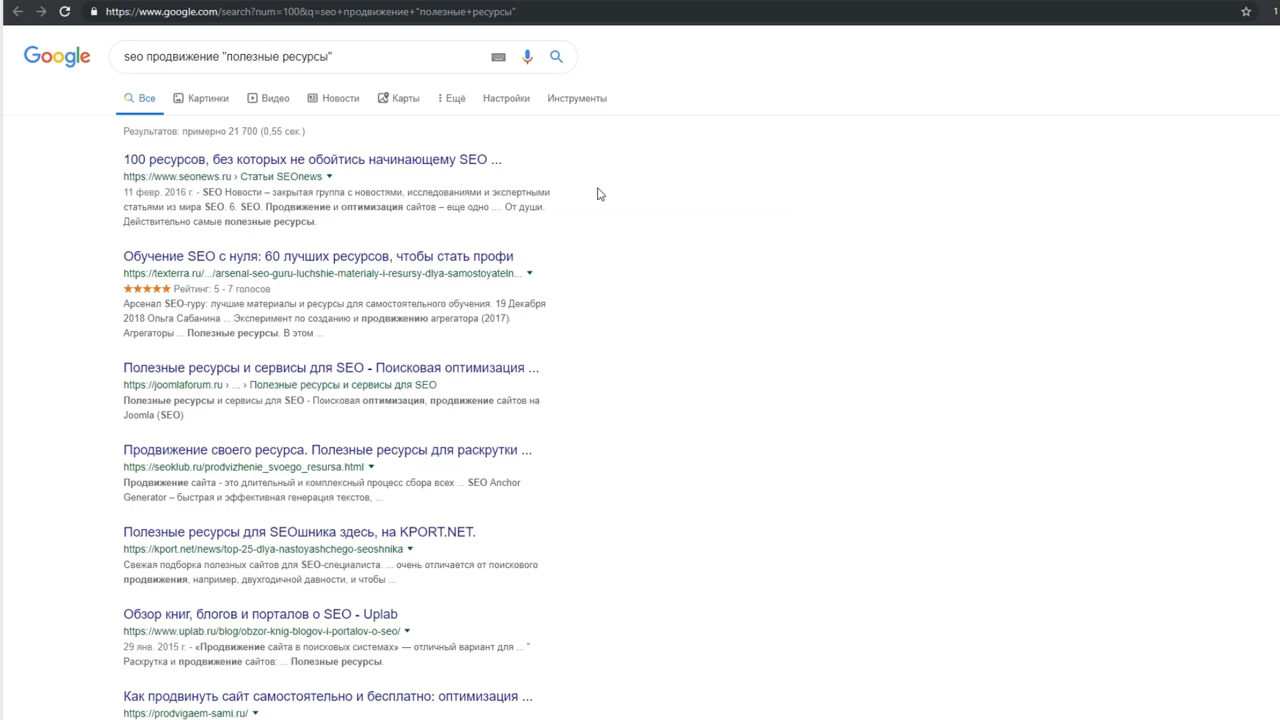 https://www.google.com/search?num=100&q=seo+продвижение+"полезные+ресурсы"
1
Google
seo продвижение "полезные ресурсы"
Все Картинки Видео Новости Карты Ещё Настройки Инструменты
Результатов: примерно 21 700 (0,55 сек.)
100 ресурсов, без которых не обойтись начинающему SEO ...
https://www.seonews.ru › Статьи SEOnews
11 февр. 2016 г. - SEO Новости – закрытая группа с новостями, исследованиями и экспертными
статьями из мира SEO. 6. SEO. Продвижение и оптимизация сайтов – еще одно .... От души.
Действительно самые полезные ресурсы.
Обучение SEO с нуля: 60 лучших ресурсов, чтобы стать профи
https://texterra.ru/.../arsenal-seo-guru-luchshie-materialy-i-resursy-dlya-samostoyateln...
Рейтинг: 5 - 7 голосов
Арсенал SEO-гуру: лучшие материалы и ресурсы для самостоятельного обучения. 19 Декабря
2018 Ольга Сабанина ... Эксперимент по созданию и продвижению агрегатора (2017).
Агрегаторы ... Полезные ресурсы. В этом ...
Полезные ресурсы и сервисы для SEO - Поисковая оптимизация ...
https://joomlaforum.ru › ... › Полезные ресурсы и сервисы для SEO
Полезные ресурсы и сервисы для SEO - Поисковая оптимизация, продвижение сайтов на
Joomla (SEO)
Продвижение своего ресурса. Полезные ресурсы для раскрутки ...
https://seoklub.ru/prodvizhenie_svoego_resursa.html
Продвижение сайта - это длительный и комплексный процесс сбора всех ... SEO Anchor
Generator – быстрая и эффективная генерация текстов, ...
Полезные ресурсы для SEOшника здесь, на KPORT.NET.
https://kport.net/news/top-25-dlya-nastoyashchego-seoshnika
Свежая подборка полезных сайтов для SEO-специалиста. ... очень отличается от поискового
продвижения, например, двухгодичной давности, и чтобы ...
Обзор книг, блогов и порталов о SEO - Uplab
https://www.uplab.ru/blog/obzor-knig-blogov-i-portalov-o-seo/
29 янв. 2015 г. - «Продвижение сайта в поисковых системах» — отличный вариант для ... "
Раскрутка и продвижение сайтов: ... Полезные ресурсы.
Как продвинуть сайт самостоятельно и бесплатно: оптимизация ...
https://prodvigaem-sami.ru/